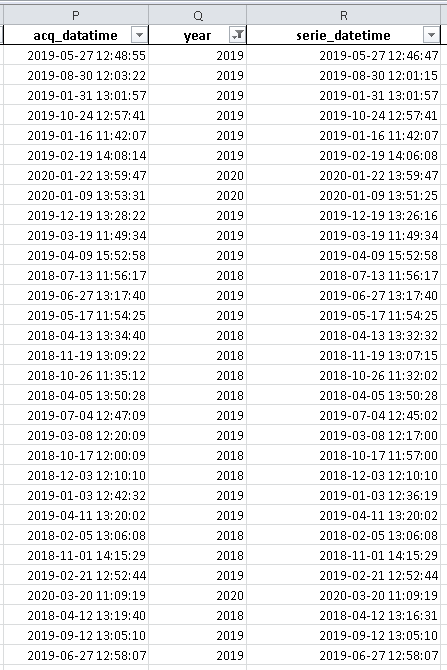 P Q R
acq_datatime year serie_datetime
2019-05-27 12:48:55 2019 2019-05-27 12:46:47
2019-08-30 12:03:22 2019 2019-08-30 12:01:15
2019-01-31 13:01:57 2019 2019-01-31 13:01:57
2019-10-24 12:57:41 2019 2019-10-24 12:57:41
2019-01-16 11:42:07 2019 2019-01-16 11:42:07
2019-02-19 14:08:14 2019 2019-02-19 14:06:08
2020-01-22 13:59:47 2020 2020-01-22 13:59:47
2020-01-09 13:53:31 2020 2020-01-09 13:51:25
2019-12-19 13:28:22 2019 2019-12-19 13:26:16
2019-03-19 11:49:34 2019 2019-03-19 11:49:34
2019-04-09 15:52:58 2019 2019-04-09 15:52:58
2018-07-13 11:56:17 2018 2018-07-13 11:56:17
2019-06-27 13:17:40 2019 2019-06-27 13:17:40
2019-05-17 11:54:25 2019 2019-05-17 11:54:25
2018-04-13 13:34:40 2018 2018-04-13 13:32:32
2018-11-19 13:09:22 2018 2018-11-19 13:07:15
2018-10-26 11:35:12 2018 2018-10-26 11:32:02
2018-04-05 13:50:28 2018 2018-04-05 13:50:28
2019-07-04 12:47:09 2019 2019-07-04 12:45:02
2019-03-08 12:20:09 2019 2019-03-08 12:17:00
2018-10-17 12:00:09 2018 2018-10-17 11:57:00
2018-12-03 12:10:10 2018 2018-12-03 12:10:10
2019-01-03 12:42:32 2019 2019-01-03 12:36:19
2019-04-11 13:20:02 2019 2019-04-11 13:20:02
2018-02-05 13:06:08 2018 2018-02-05 13:06:08
2018-11-01 14:15:29 2018 2018-11-01 14:15:29
2019-02-21 12:52:44 2019 2019-02-21 12:52:44
2020-03-20 11:09:19 2020 2020-03-20 11:09:19
2018-04-12 13:19:40 2018 2018-04-12 13:16:31
2019-09-12 13:05:10 2019 2019-09-12 13:05:10
2019-06-27 12:58:07 2019 2019-06-27 12:58:07